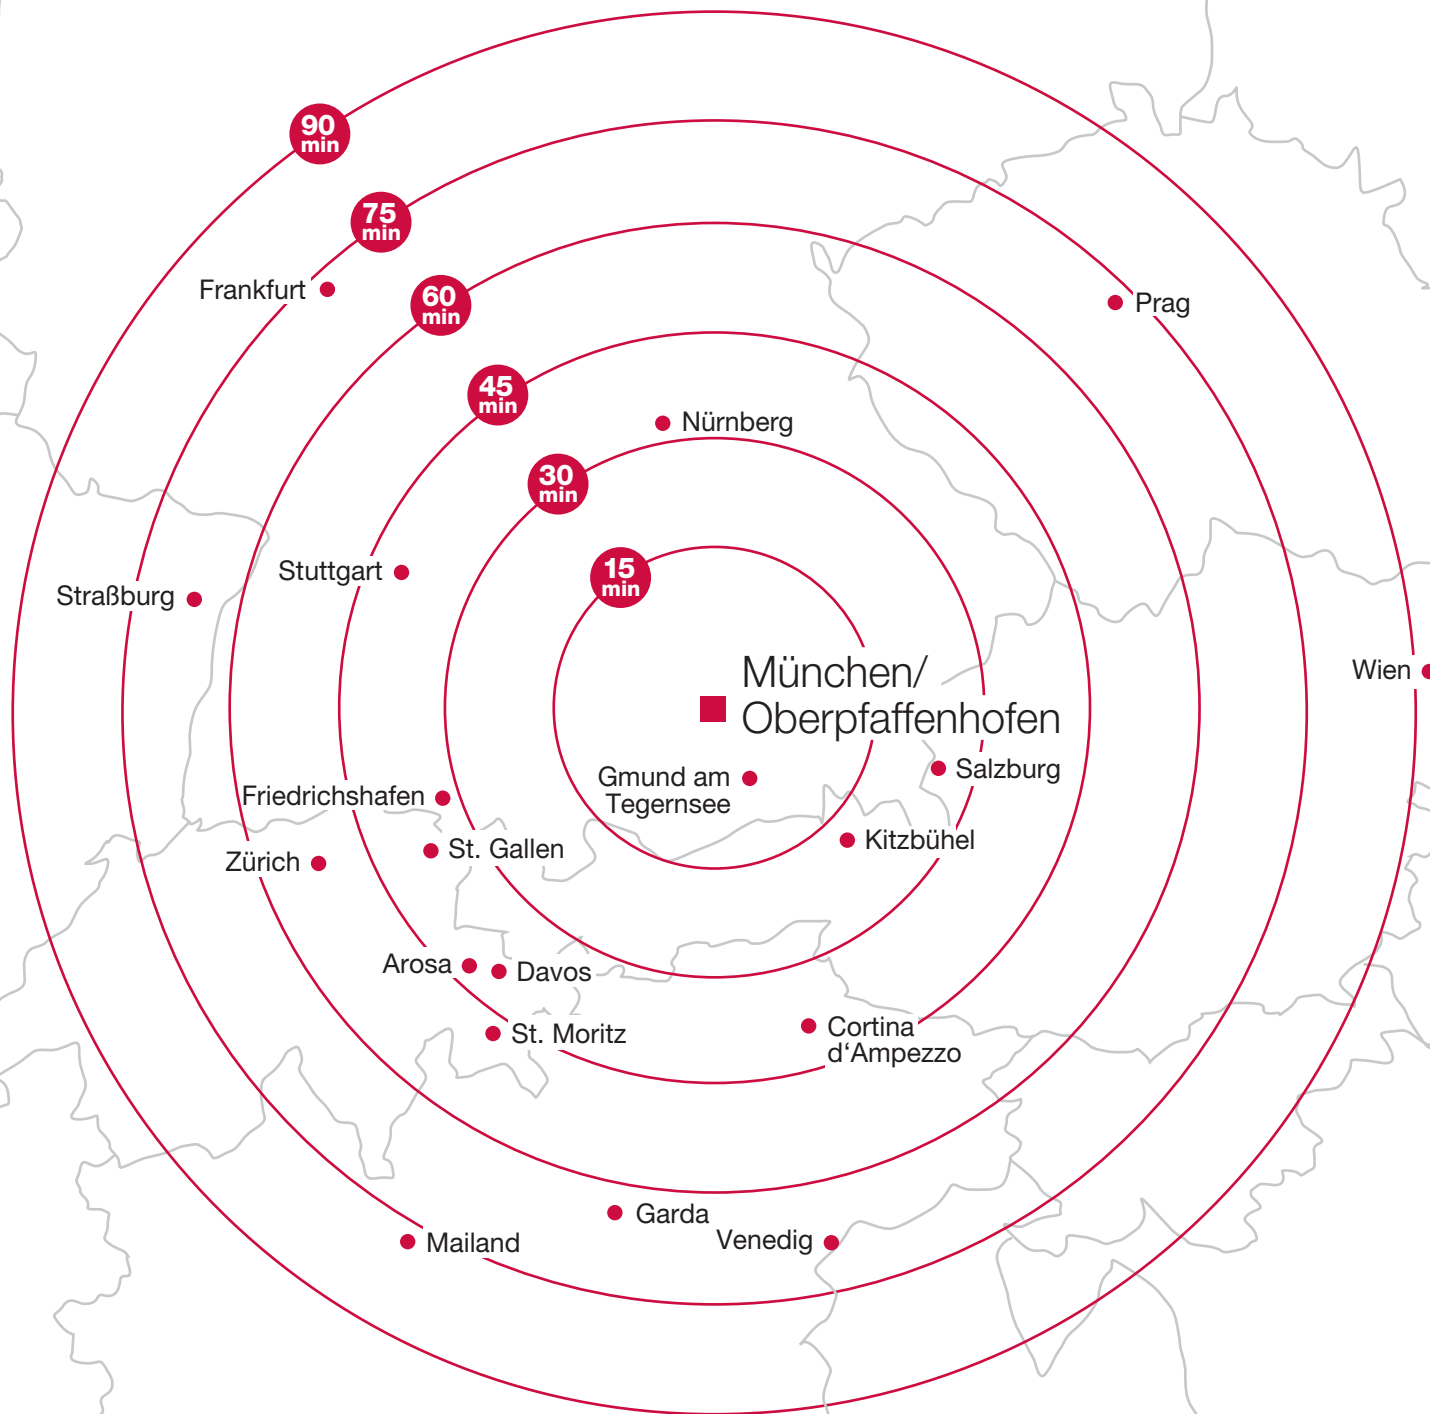 90
min
75
min
Frankfurt
60
min
Prag
45
min
Nürnberg
30
min
15
min
Stuttgart
Straßburg
München/
Oberpfaffenhofen
Wien
Gmund am
Tegernsee
Salzburg
Friedrichshafen
Kitzbühel
St. Gallen
Zürich
Arosa
Davos
St. Moritz
Cortina
d‘Ampezzo
Garda
Venedig
Mailand